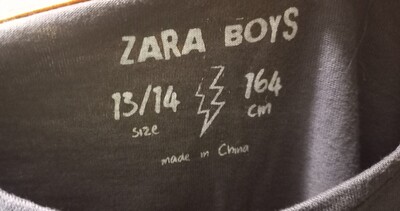 ZARA BOYS
13/14 164
size cm
made in China